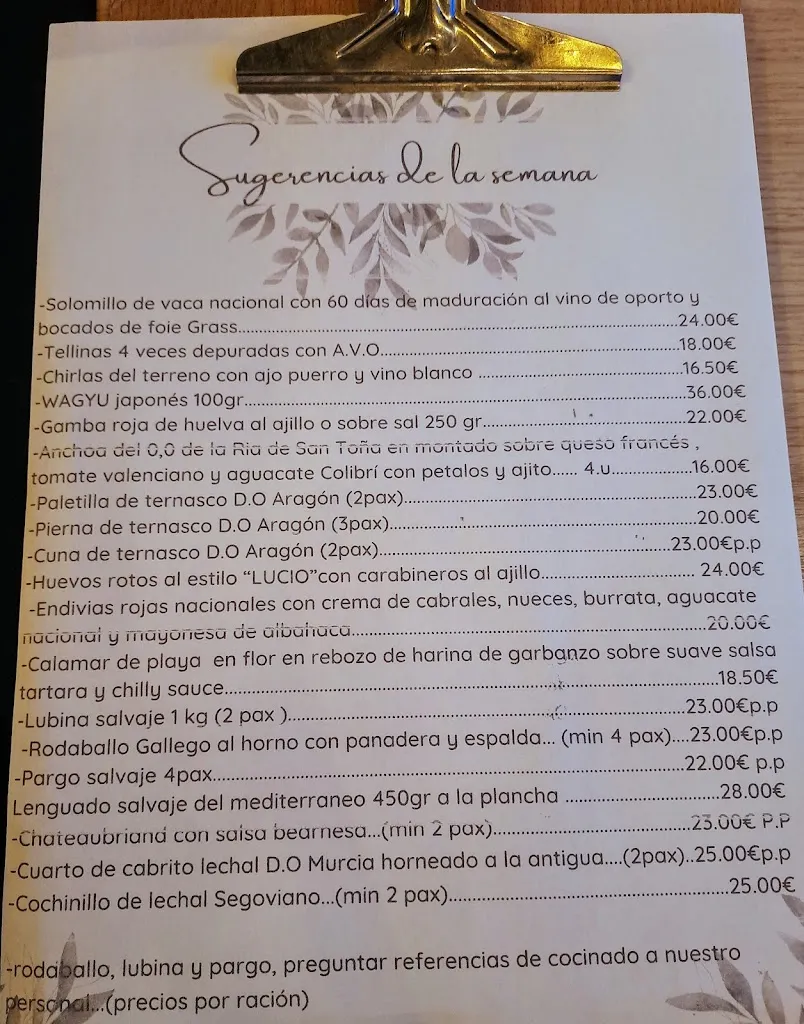 Sugerencias de la semana
-Solomillo de vaca nacional con 60 días de maduración al vino de oporto y
bocados de foie Grass...............................................................................24.00€
-Tellinas 4 veces depuradas con A.V.O......................................................18.00€
-Chirlas del terreno con ajo puerro y vino blanco .....................................16.50€
-WAGYU japonés 100gr................................................................................36.00€
-Gamba roja de huelva al ajillo o sobre sal 250 gr....................................22.00€
-Anchoa del 0,0 de la Ria de San Toña en montado sobre queso francés ,
tomate valenciano y aguacate Colibrí con petalos y ajito...... 4.u..............16.00€
-Paletilla de ternasco D.O Aragón (2pax)....................................................23.00€
-Pierna de ternasco D.O Aragón (3pax).......................................................20.00€
-Cuna de ternasco D.O Aragón (2pax)....................................................23.00€p.p
-Huevos rotos al estilo “LUCIO”con carabineros al ajillo........................... 24.00€
-Endivias rojas nacionales con crema de cabrales, nueces, burrata, aguacate
nacional y mayonesa de albahaca...............................................................20.00€
-Calamar de playa en flor en rebozo de harina de garbanzo sobre suave salsa
tartara y chilly sauce.....................................................................................18.50€
-Lubina salvaje 1 kg (2 pax )......................................................................23.00€p.p
-Rodaballo Gallego al horno con panadera y espalda... (min 4 pax)....23.00€p.p
-Pargo salvaje 4pax....................................................................................22.00€ p.p
Lenguado salvaje del mediterraneo 450gr a la plancha ..........................28.00€
-Chateaubriand con salsa bearnesa...(min 2 pax)..................................23.00€ P.P
-Cuarto de cabrito lechal D.O Murcia horneado a la antigua....(2pax)..25.00€p.p
-Cochinillo de lechal Segoviano...(min 2 pax)................................................25.00€
-rodaballo, lubina y pargo, preguntar referencias de cocinado a nuestro
personal...(precios por ración)